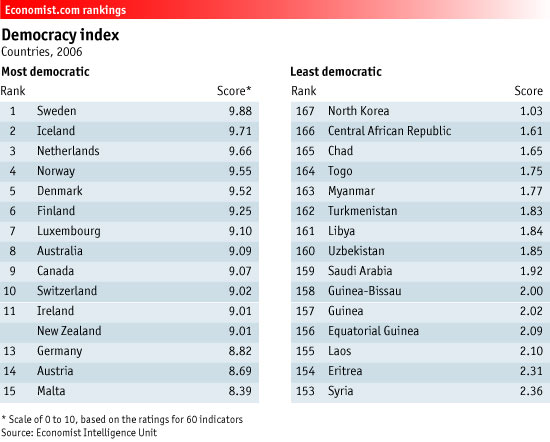 Economist.com rankings
Democracy index
Countries, 2006
Most democratic
Rank Score*
1 Sweden 9.88
2 Iceland 9.71
3 Netherlands 9.66
4 Norway 9.55
5 Denmark 9.52
6 Finland 9.25
7 Luxembourg 9.10
8 Australia 9.09
9 Canada 9.07
10 Switzerland 9.02
11 Ireland 9.01
New Zealand 9.01
13 Germany 8.82
14 Austria 8.69
15 Malta 8.39
Least democratic
Rank Score
167 North Korea 1.03
166 Central African Republic 1.61
165 Chad 1.65
164 Togo 1.75
163 Myanmar 1.77
162 Turkmenistan 1.83
161 Libya 1.84
160 Uzbekistan 1.85
159 Saudi Arabia 1.92
158 Guinea-Bissau 2.00
157 Guinea 2.02
156 Equatorial Guinea 2.09
155 Laos 2.10
154 Eritrea 2.31
153 Syria 2.36
* Scale of 0 to 10, based on the ratings for 60 indicators
Source: Economist Intelligence Unit